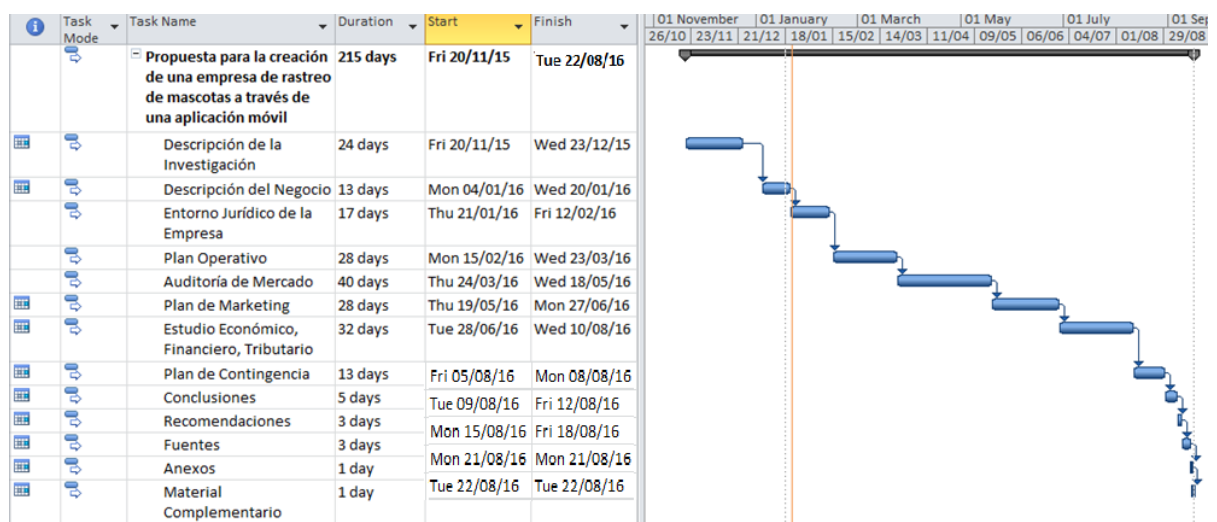 Task Mode Task Name Duration Start Finish
01 November 01 January 01 March 01 May 01 July 01 Sep
26/10 23/11 21/12 18/01 15/02 14/03 11/04 09/05 06/06 04/07 01/08 29/08
Propuesta para la creación 215 days Fri 20/11/15 Tue 22/08/16
de una empresa de rastreo
de mascotas a través de
una aplicación móvil
Descripción de la 24 days Fri 20/11/15 Wed 23/12/15
Investigación
Descripción del Negocio 13 days Mon 04/01/16 Wed 20/01/16
Entorno Jurídico de la 17 days Thu 21/01/16 Fri 12/02/16
Empresa
Plan Operativo 28 days Mon 15/02/16 Wed 23/03/16
Auditoría de Mercado 40 days Thu 24/03/16 Wed 18/05/16
Plan de Marketing 28 days Thu 19/05/16 Mon 27/06/16
Estudio Económico, 32 days Tue 28/06/16 Wed 10/08/16
Financiero, Tributario
Plan de Contingencia 13 days Fri 05/08/16 Mon 08/08/16
Conclusiones 5 days Tue 09/08/16 Fri 12/08/16
Recomendaciones 3 days Mon 15/08/16 Fri 18/08/16
Fuentes 3 days
Anexos 1 day Mon 21/08/16 Mon 21/08/16
Material 1 day Tue 22/08/16 Tue 22/08/16
Complementario